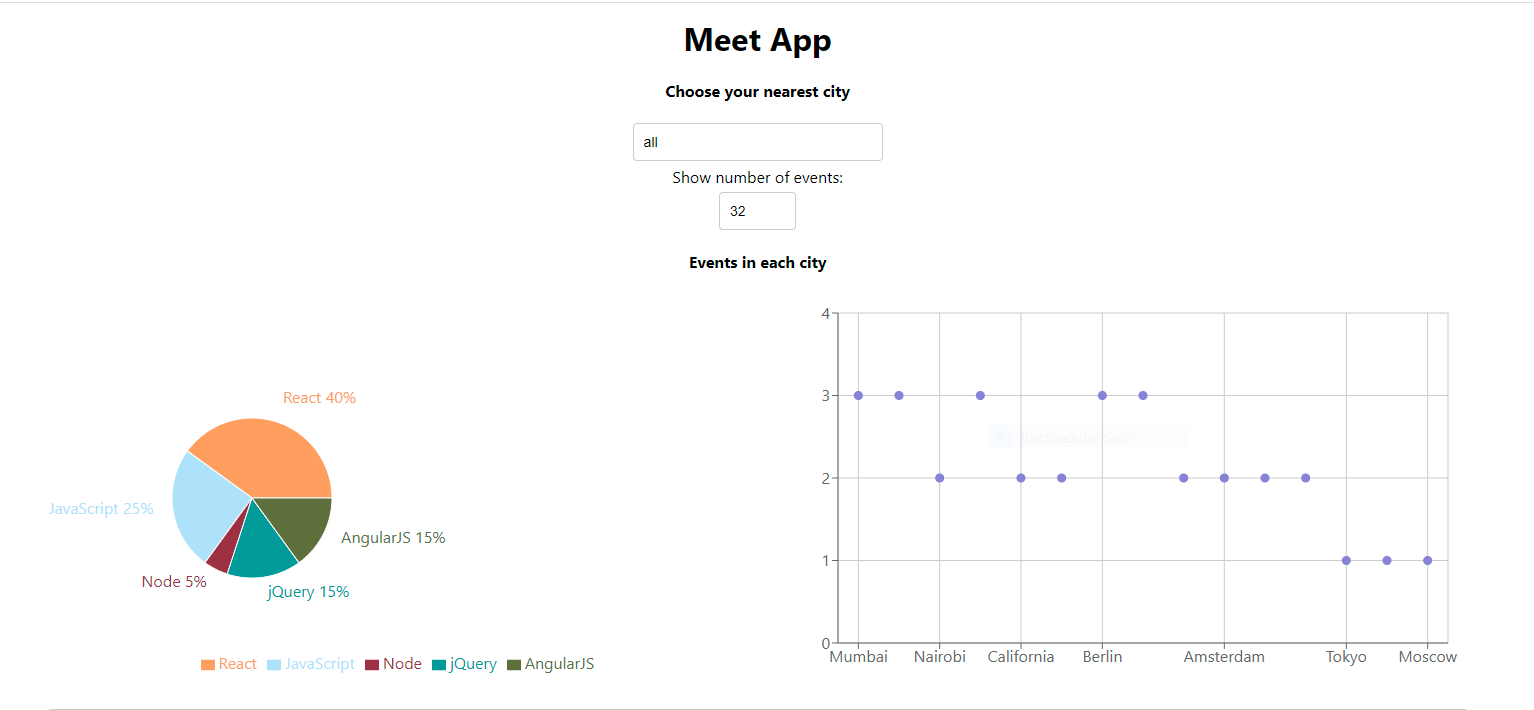 Meet App
Choose your nearest city
all
Show number of events:
32
Events in each city
React 40%
JavaScript 25%
AngularJS 15%
Node 5%
jQuery 15%
React JavaScript Node jQuery AngularJS
4
3
Rectangular Snip
2
1
0
Mumbai Nairobi California Berlin Amsterdam Tokyo Moscow